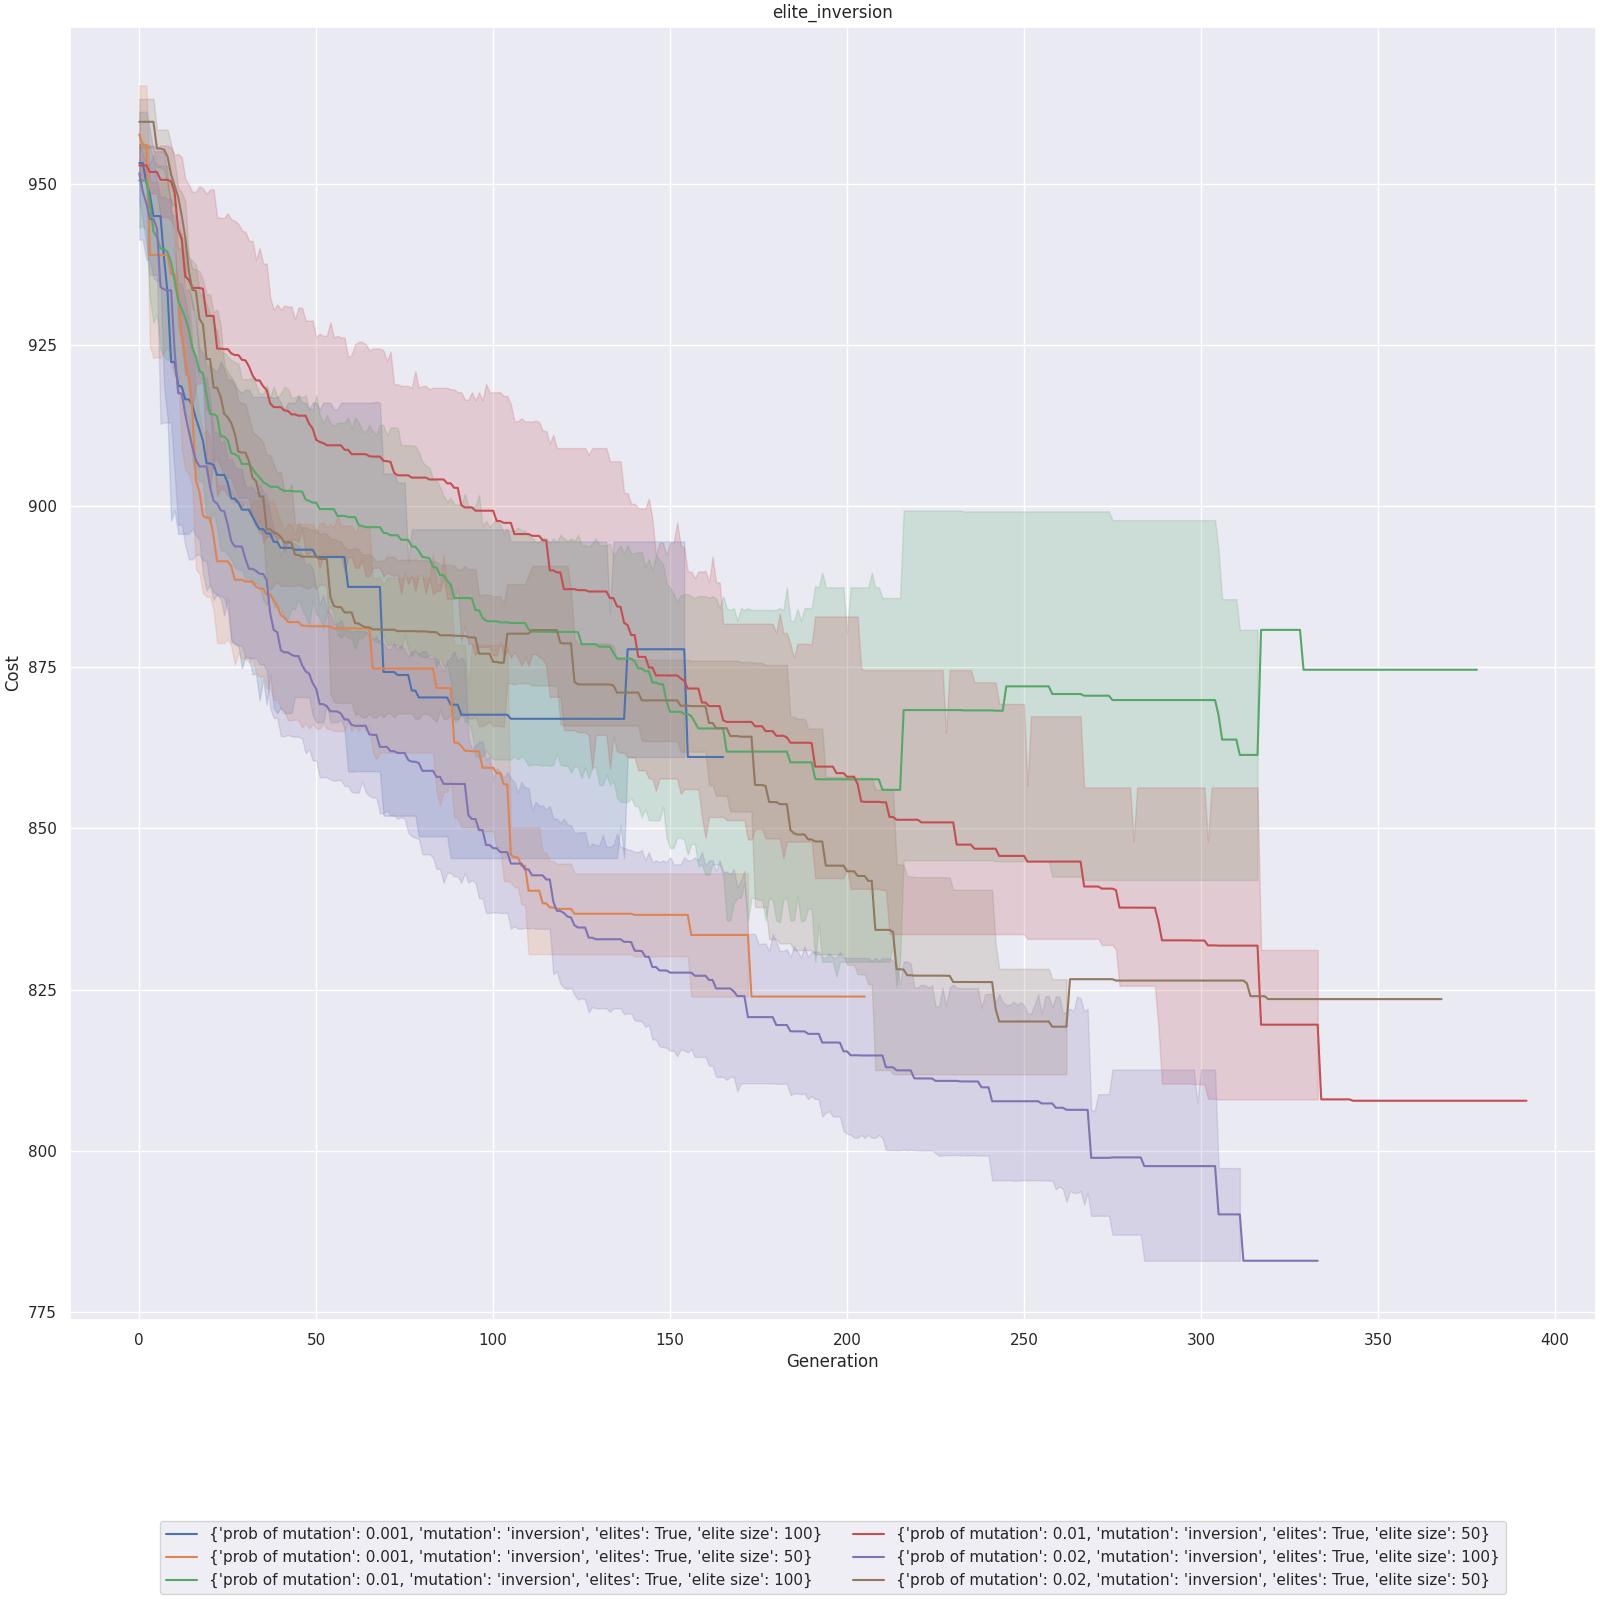 elite_inversion
950
925
900
875
850
825
800
775
Cost
0 50 100 150 200 250 300 350 400
Generation
{'prob of mutation': 0.001, 'mutation': 'inversion', 'elites': True, 'elite size': 100}
{'prob of mutation': 0.001, 'mutation': 'inversion', 'elites': True, 'elite size': 50}
{'prob of mutation': 0.01, 'mutation': 'inversion', 'elites': True, 'elite size': 100}
{'prob of mutation': 0.01, 'mutation': 'inversion', 'elites': True, 'elite size': 50}
{'prob of mutation': 0.02, 'mutation': 'inversion', 'elites': True, 'elite size': 100}
{'prob of mutation': 0.02, 'mutation': 'inversion', 'elites': True, 'elite size': 50}